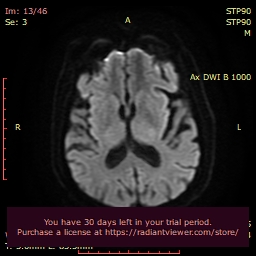 Im: 13/46
Se: 3
STP90
STP90
M
A
Ax DWI B 1000
R
L
You have 30 days left in your trial period.
Purchase a license at https://radiantviewer.com/store/